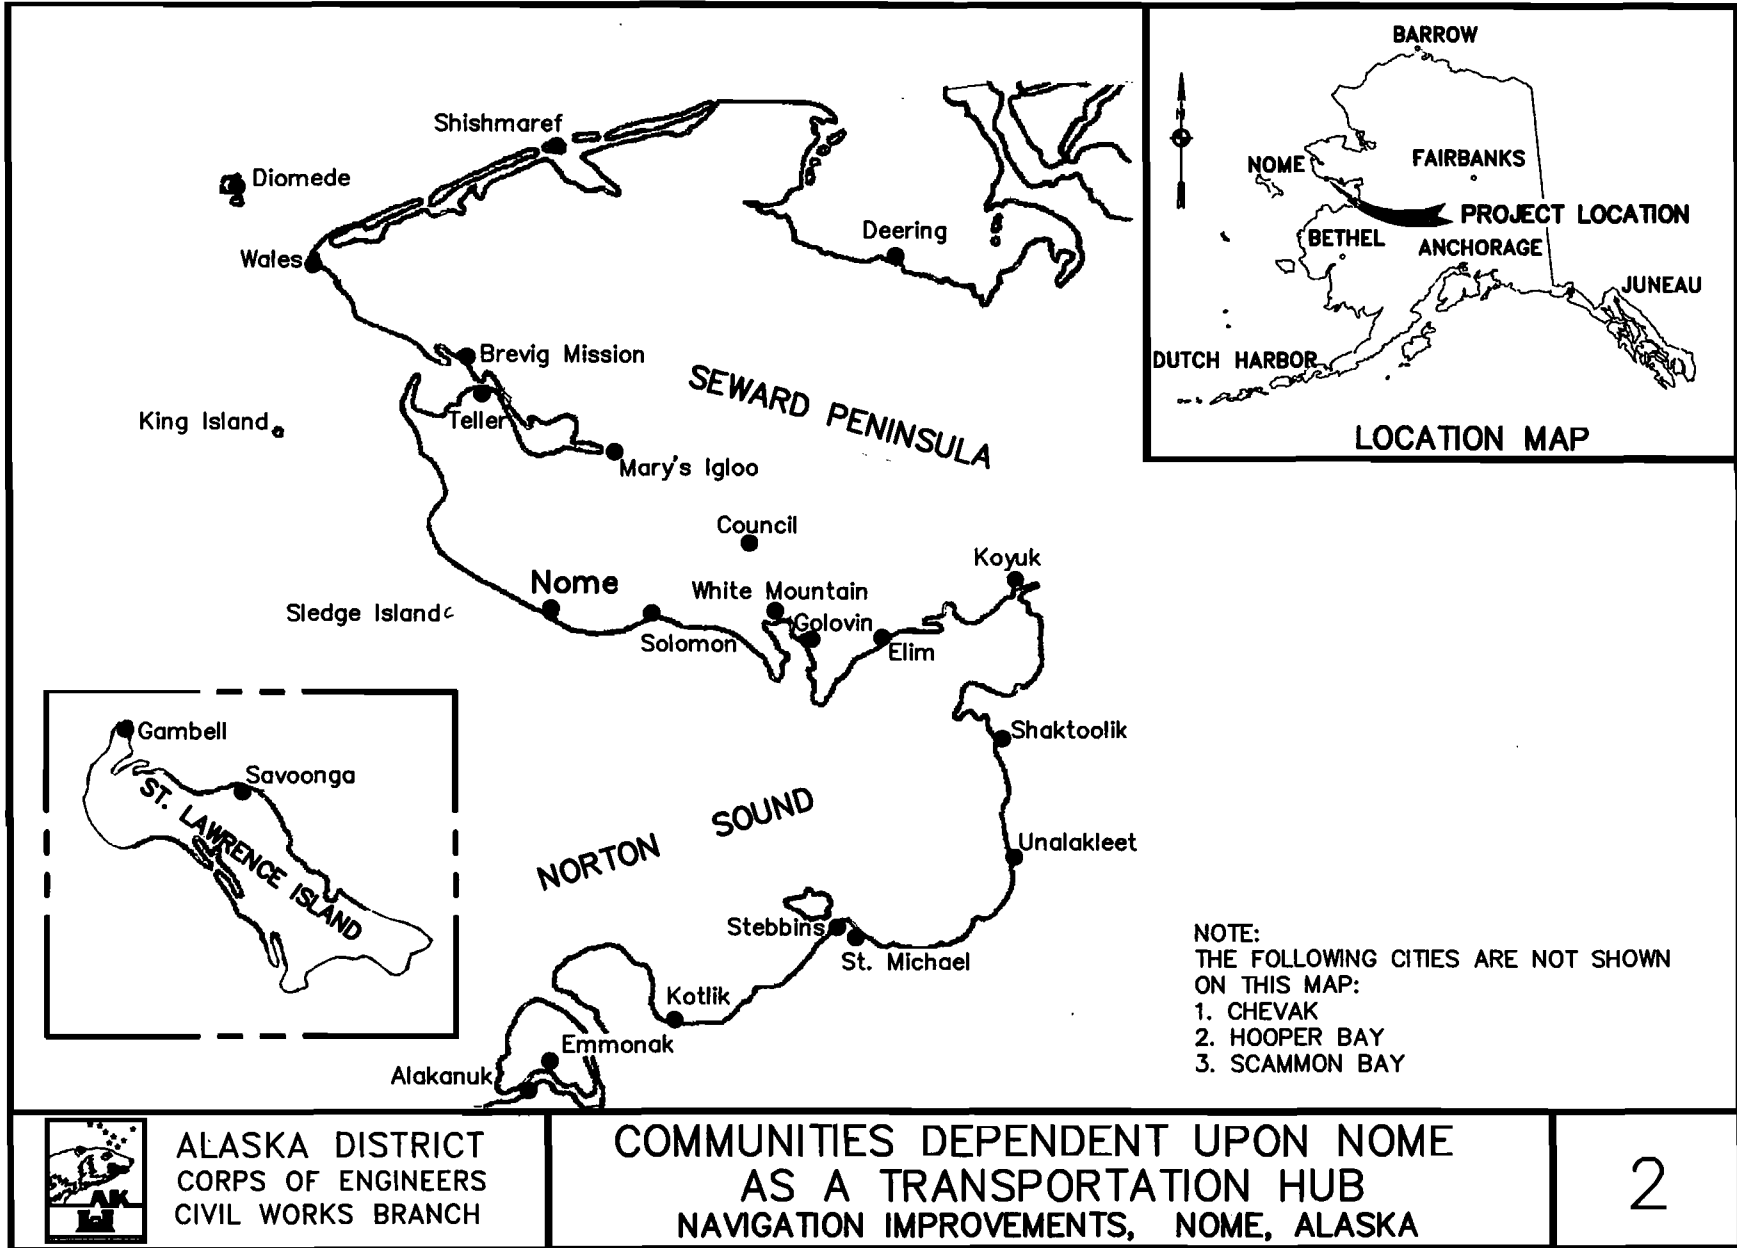 Shishmaref
Diomede
Wales
Deering
Brevig Mission
Teller
King Island
Mary's Igloo
SEWARD PENINSULA
Council
Koyuk
Nome
White Mountain
Sledge Island
Solomon
Golovin
Elim
Shaktoolik
Gambell
Savoonga
ST. LAWRENCE ISLAND
NORTON SOUND
Unalakleet
Stebbins
St. Michael
Kotlik
Emmonak
Alakanuk
BARROW
N
NOME
FAIRBANKS
PROJECT LOCATION
BETHEL
ANCHORAGE
JUNEAU
DUTCH HARBOR
LOCATION MAP
NOTE:
THE FOLLOWING CITIES ARE NOT SHOWN
ON THIS MAP:
1. CHEVAK
2. HOOPER BAY
3. SCAMMON BAY
AK
ALASKA DISTRICT
CORPS OF ENGINEERS
CIVIL WORKS BRANCH
COMMUNITIES DEPENDENT UPON NOME
AS A TRANSPORTATION HUB
NAVIGATION IMPROVEMENTS, NOME, ALASKA
2